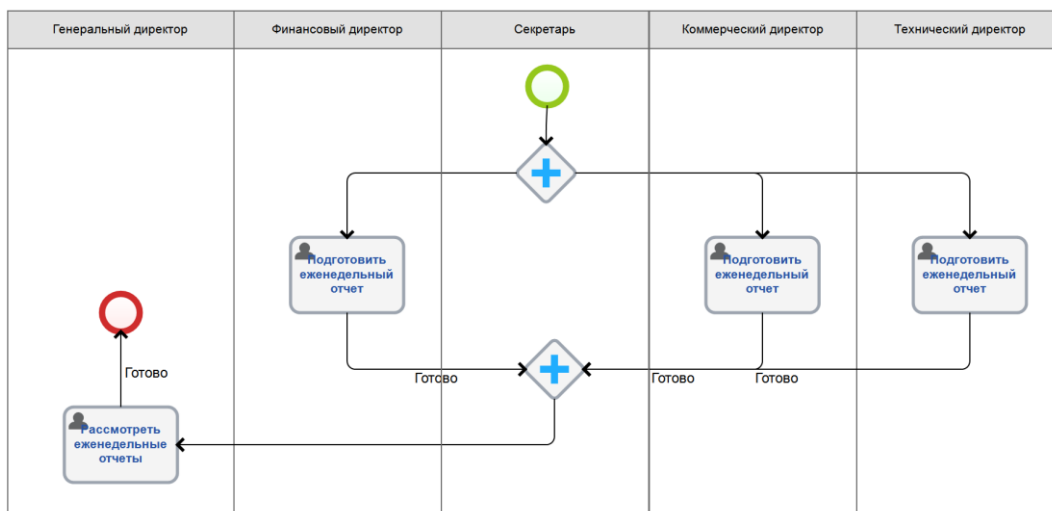 Генеральный директор
Финансовый директор
Секретарь
Коммерческий директор
Технический директор
Подготовить
еженедельный
отчет
Подготовить
еженедельный
отчет
Подготовить
еженедельный
отчет
Готово
Готово
Готово
Готово
Рассмотреть
еженедельные
отчеты